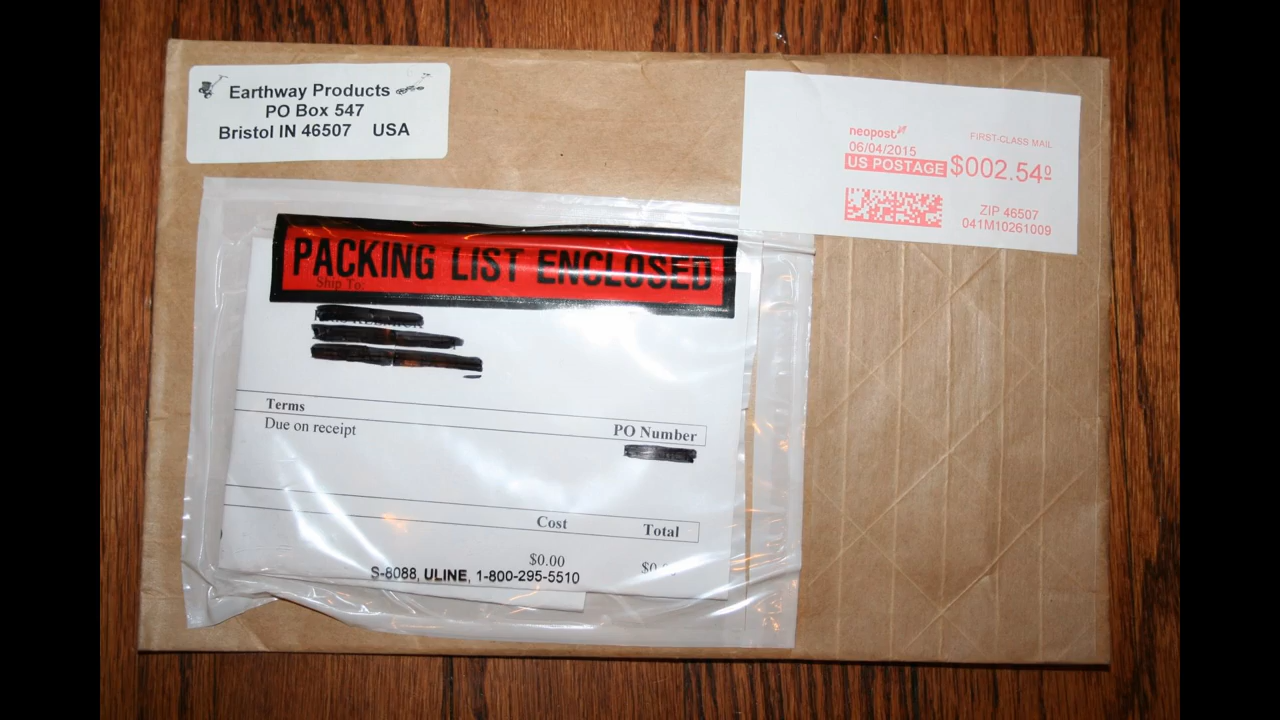 Earthway Products
PO Box 547
Bristol IN 46507 USA
neopost
FIRST-CLASS MAIL
06/04/2015
US POSTAGE $002.54⁰
ZIP 46507
041M10261009
PACKING LIST ENCLOSED
Ship To:
Terms
Due on receipt
PO Number
Cost Total
$0.00 $0.
S-8088, ULINE, 1-800-295-5510